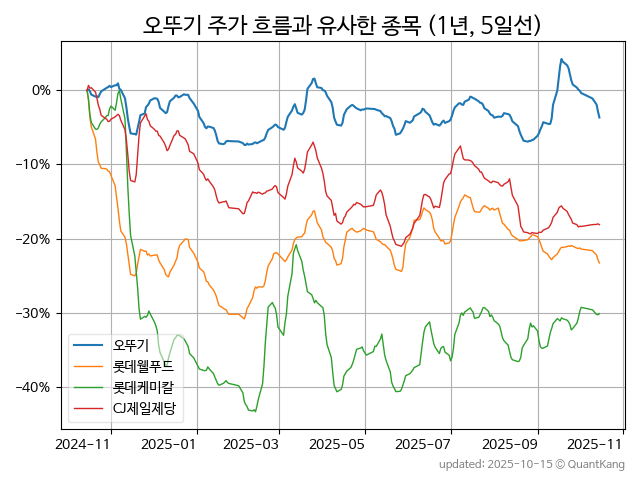 오뚜기 주가 흐름과 유사한 종목 (1년, 5일선)
0%
−10%
−20%
−30%
−40%
오뚜기
롯데웰푸드
롯데케미칼
CJ제일제당
2024-11 2025-01 2025-03 2025-05 2025-07 2025-09 2025-11
updated: 2025-10-15 © QuantKang